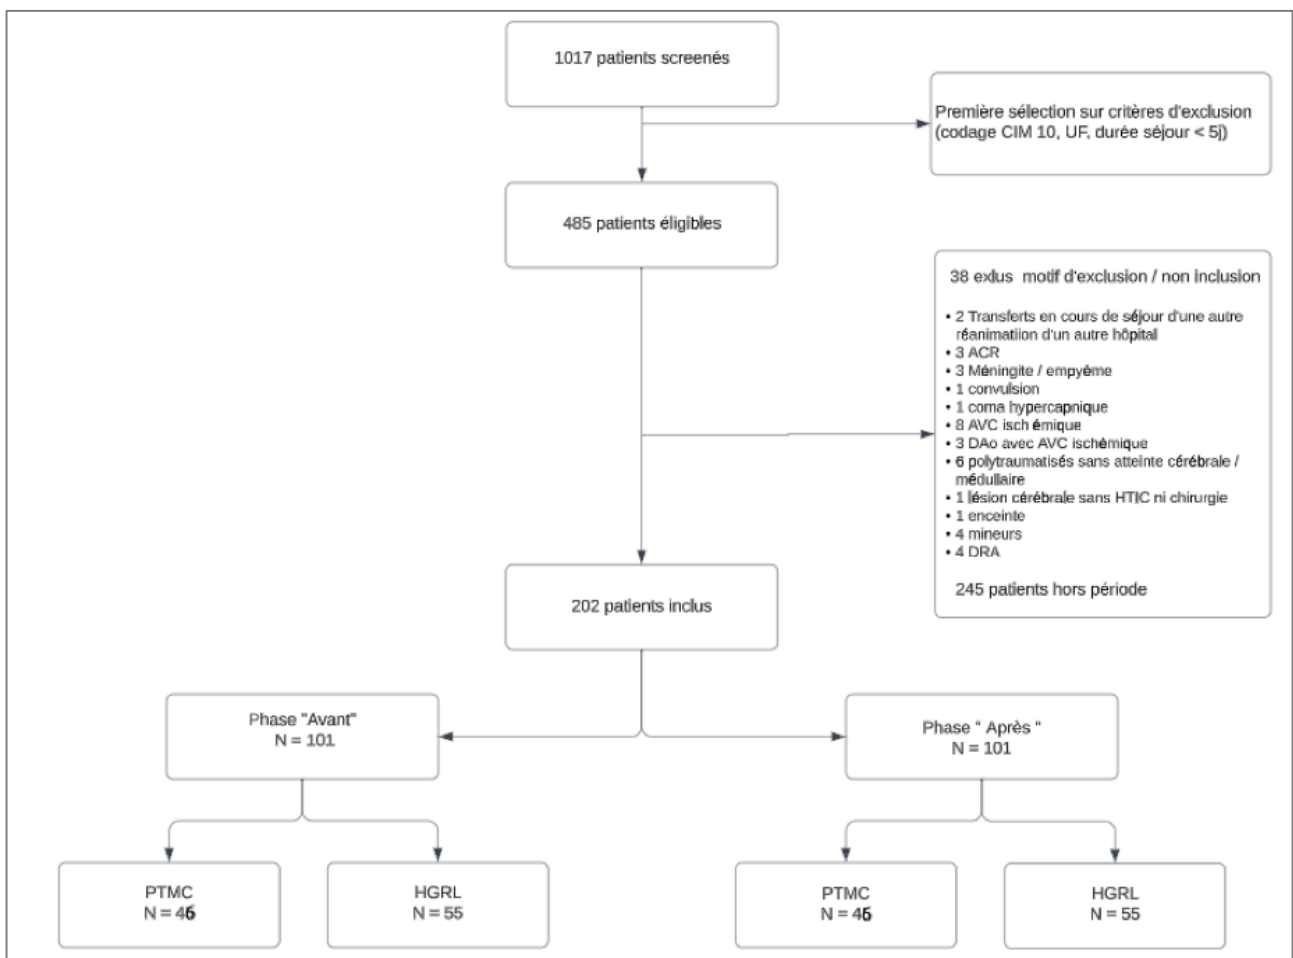 1017 patients screenés
Première sélection sur critères d'exclusion
(codage CIM 10, UF, durée séjour < 5j)
485 patients éligibles
38 exlus motif d'exclusion / non inclusion
• 2 Transferts en cours de séjour d'une autre
réanimatiion d'un autre hôpital
• 3 ACR
• 3 Méningite / empyème
• 1 convulsion
• 1 coma hypercapnique
• 8 AVC isch émique
• 3 DAo avec AVC ischémique
• 6 polytraumatisés sans atteinte cérébrale /
médullaire
• 1 lésion cérébrale sans HTIC ni chirurgie
• 1 enceinte
• 4 mineurs
• 4 DRA
245 patients hors période
202 patients inclus
Phase "Avant"
N = 101
Phase " Après "
N = 101
PTMC
N = 46
HGRL
N = 55
PTMC
N = 46
HGRL
N = 55